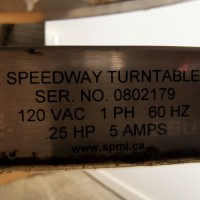 SPEEDWAY TURNTABLE
SER. NO. 0802179
120 VAC 1 PH 60 HZ
.25 HP 5 AMPS
www.spmi.ca